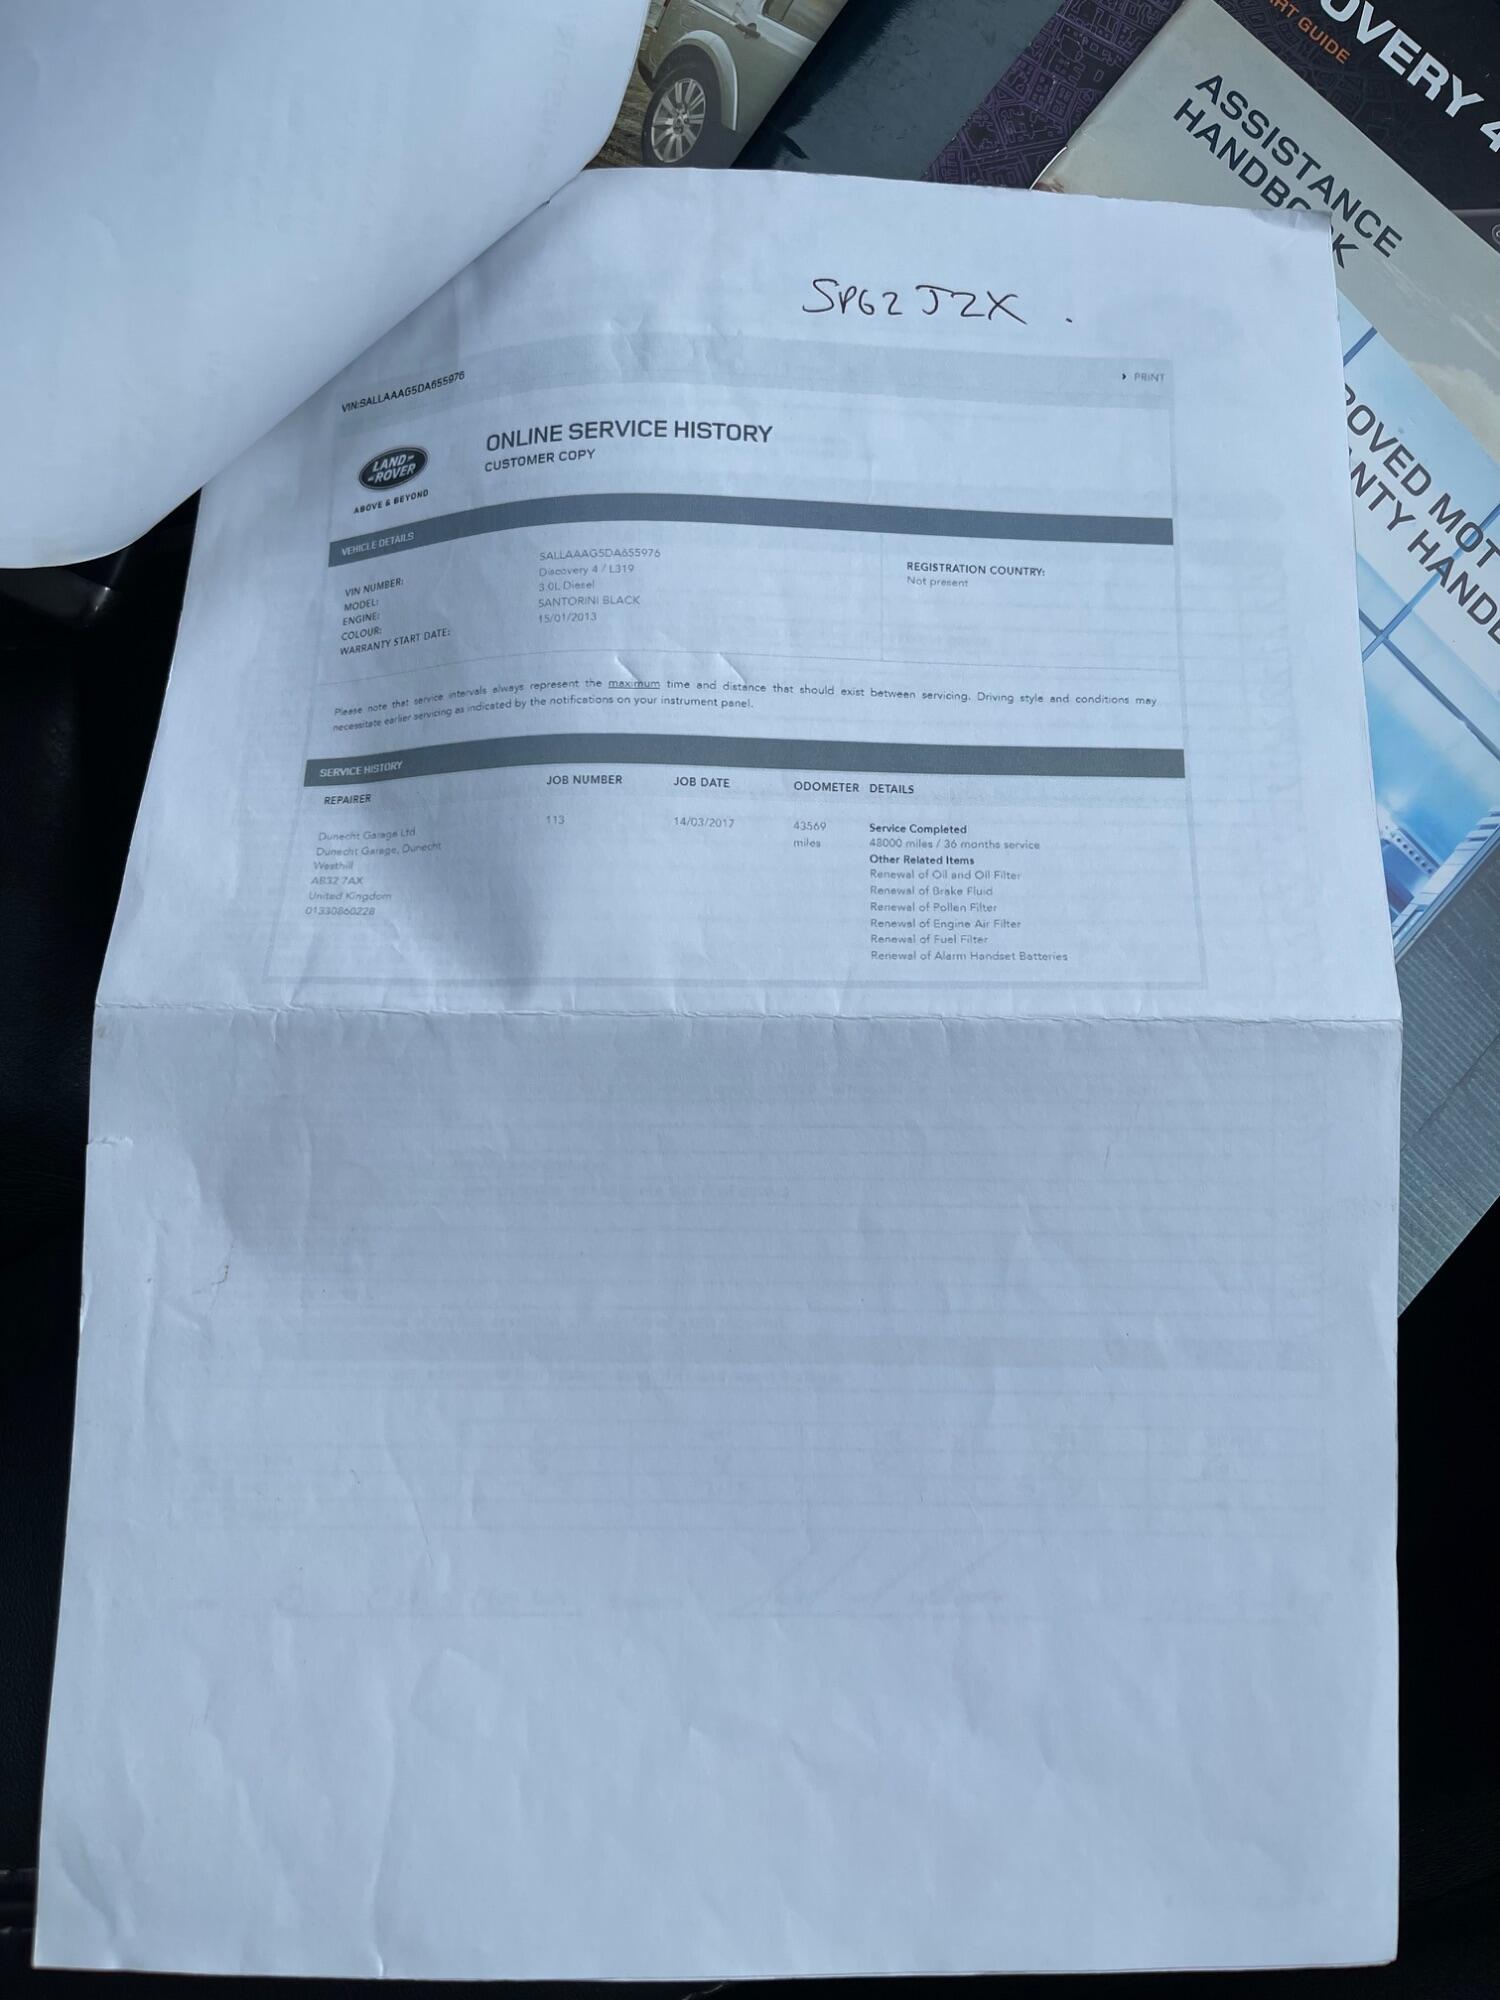 OVERY 4
ART GUIDE
ASSISTANCE
HANDBOOK
SP62 JZX .
▸ PRINT
VIN:SALLAAAG5DA655976
LAND-
-ROVER
ABOVE & BEYOND
ONLINE SERVICE HISTORY
CUSTOMER COPY
VEHICLE DETAILS
VIN NUMBER: SALLAAAG5DA655976
MODEL: Discovery 4 / L319
ENGINE: 3.0L Diesel
COLOUR: SANTORINI BLACK
WARRANTY START DATE: 15/01/2013
REGISTRATION COUNTRY:
Not present
Please note that service intervals always represent the maximum time and distance that should exist between servicing. Driving style and conditions may
necessitate earlier servicing as indicated by the notifications on your instrument panel.
SERVICE HISTORY
REPAIRER JOB NUMBER JOB DATE ODOMETER DETAILS
Dunecht Garage Ltd
Dunecht Garage, Dunecht
Westhill
AB32 7AX
United Kingdom
01330860228
113
14/03/2017
43569
miles
Service Completed
48000 miles / 36 months service
Other Related Items
Renewal of Oil and Oil Filter
Renewal of Brake Fluid
Renewal of Pollen Filter
Renewal of Engine Air Filter
Renewal of Fuel Filter
Renewal of Alarm Handset Batteries
ROVED MOT
NTY HANDB